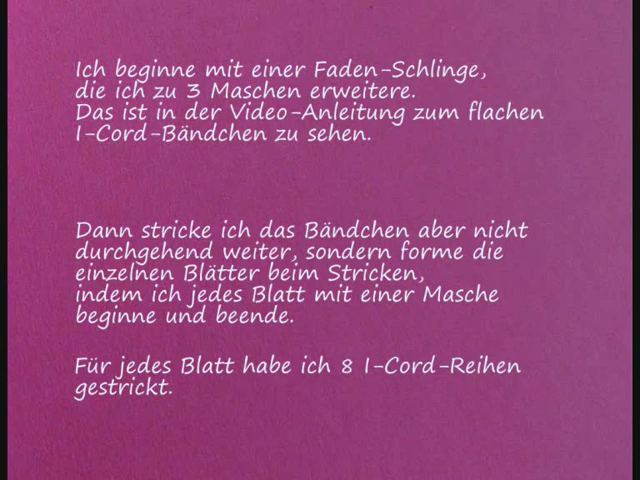 Ich beginne mit einer Faden-Schlinge,
die ich zu 3 Maschen erweitere.
Das ist in der Video-Anleitung zum flachen
I-Cord-Bändchen zu sehen.
Dann stricke ich das Bändchen aber nicht
durchgehend weiter, sondern forme die
einzelnen Blätter beim Stricken,
indem ich jedes Blatt mit einer Masche
beginne und beende.
Für jedes Blatt habe ich 8 I-Cord-Reihen
gestrickt.